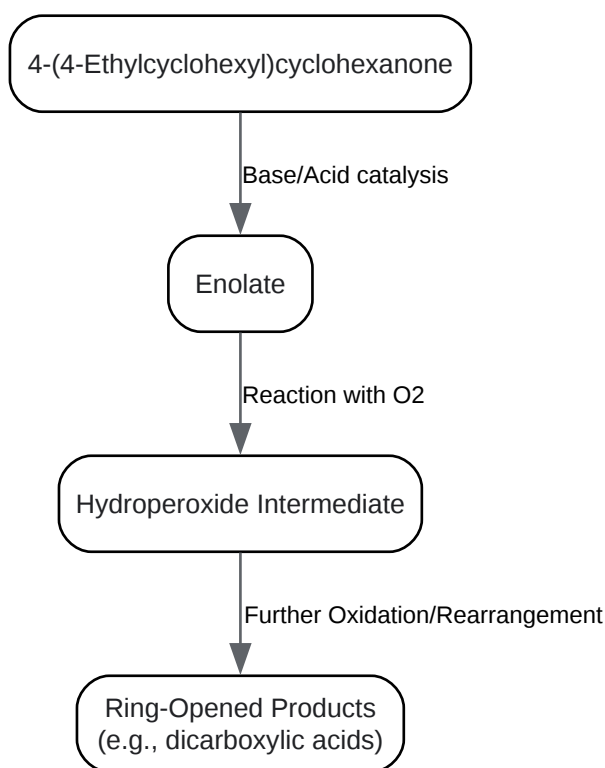 4-(4-Ethylcyclohexyl)cyclohexanone
Base/Acid catalysis
Enolate
Reaction with O2
Hydroperoxide Intermediate
Further Oxidation/Rearrangement
Ring-Opened Products
(e.g., dicarboxylic acids)